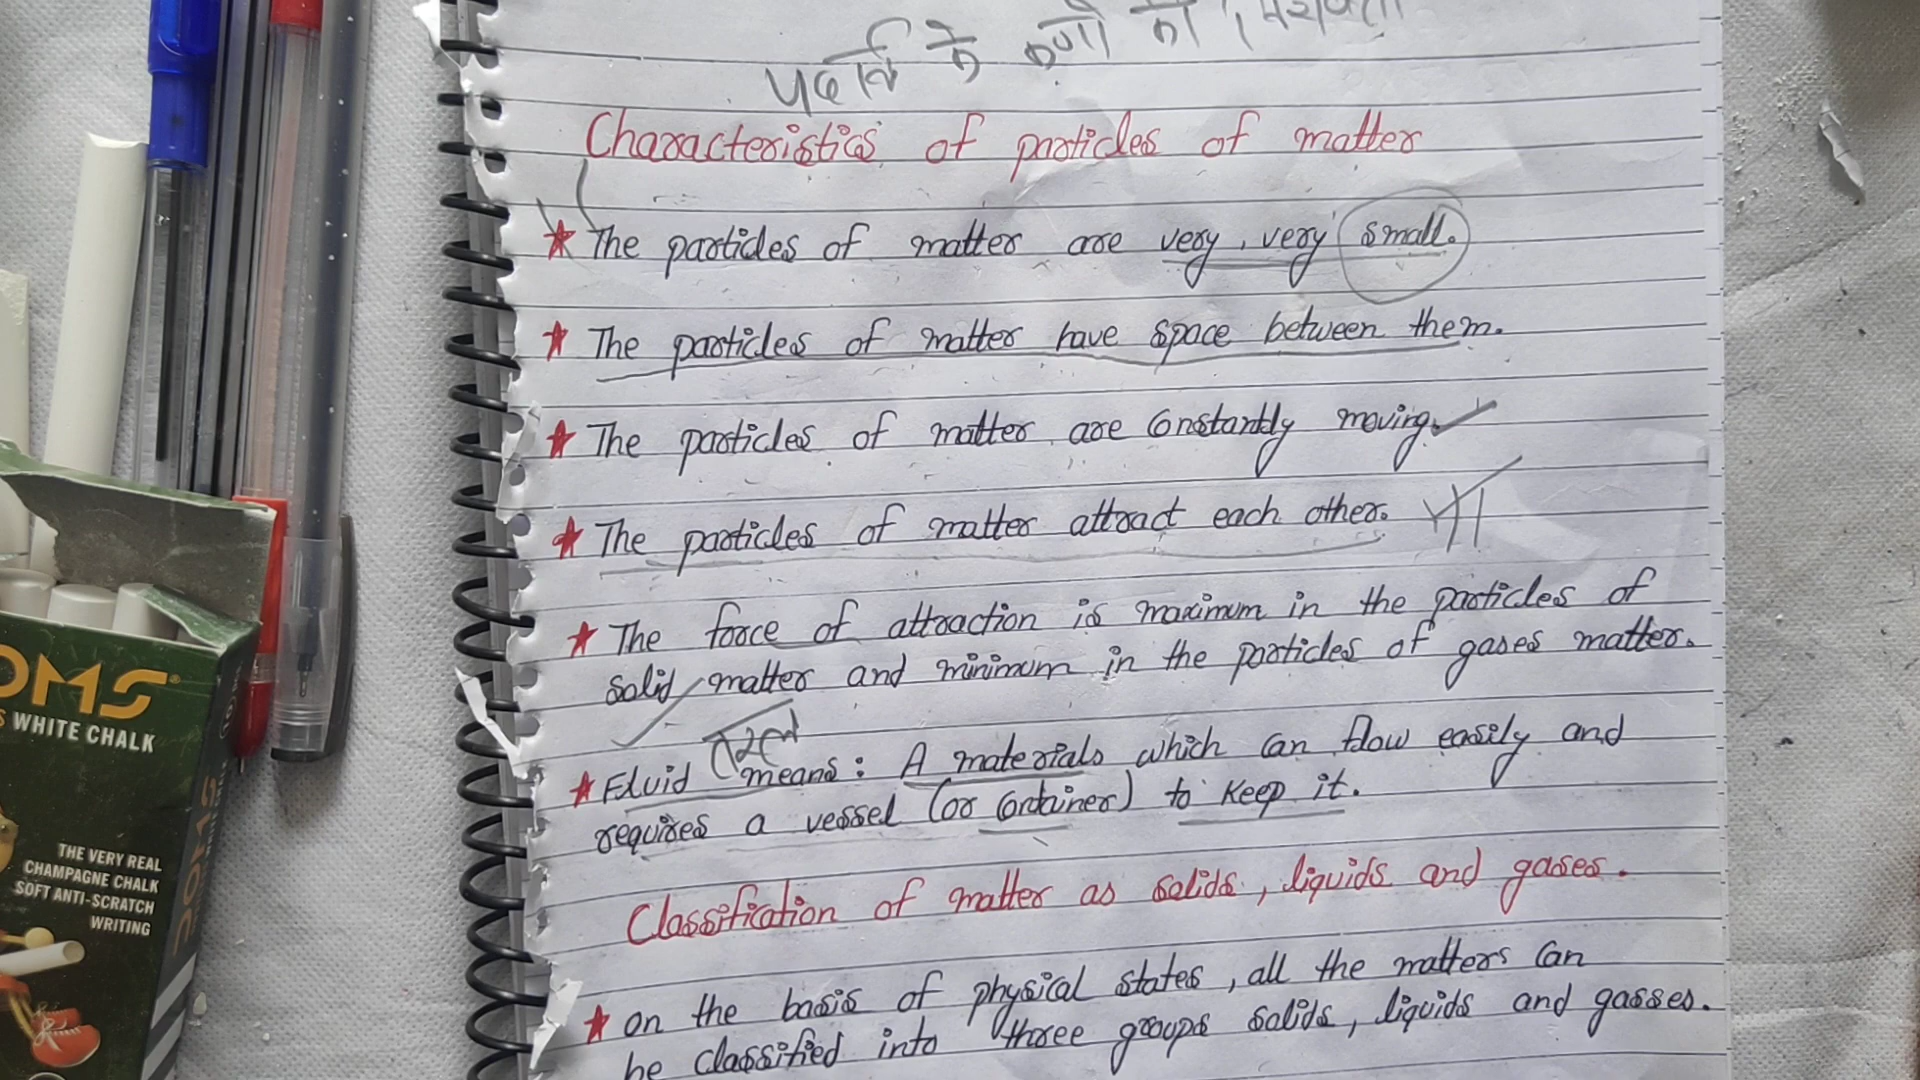 पदार्थ के कणों की विशेषता
Characteristics of particles of matter
★ The particles of matter are very, very small.
★ The particles of matter have space between them.
★ The particles of matter are constantly moving.
★ The particles of matter attract each other.
★ The force of attraction is maximum in the particles of
solid matter and minimum in the particles of gases matter.
तरल
★ Fluid means: A materials which can flow easily and
requires a vessel (or container) to keep it.
Classification of matter as solids, liquids and gases.
★ on the basis of physical states, all the matters can
be classified into three groups solids, liquids and gasses.
OMS
WHITE CHALK
THE VERY REAL
CHAMPAGNE CHALK
SOFT ANTI-SCRATCH
WRITING
DOMS